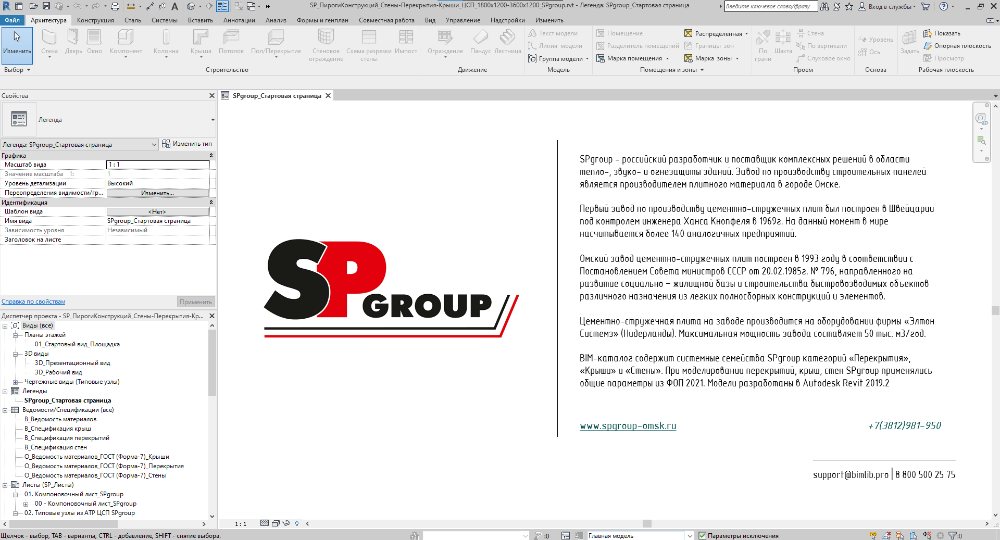 SP_ПирогиКонструкций_Стены-Перекрытия-Крыши_ЦСП_1800x1200-3600x1200_SPgroup.rvt - Легенда: SPgroup_Стартовая страница
Введите ключевое слово/фразу
Вход в службы
Файл Архитектура Конструкция Сталь Системы Вставить Аннотации Анализ Формы и генплан Совместная работа Вид Управление Надстройки Изменить
Изменить
Стена Дверь Окно Компонент Колонна Крыша Потолок Пол/Перекрытие Стеновое ограждение Схема разрезки стены Импост
Ограждение Пандус Лестница
Текст модели
Линия модели
Группа модели
Помещение
Разделитель помещений
Марка помещения
Распределенная
Границы зон
Марка зоны
По грани
Шахта
Стена
По вертикали
Слуховое окно
Уровень
Ось
Задать
Показать
Опорная плоскость
Просмотр
Выбор Строительство Движение Модель Помещения и зоны Проем Основа Рабочая плоскость
Свойства
Легенда
Легенда: SPgroup_Стартовая страница
Изменить тип
Графика
Масштаб вида 1 : 1
Значение масштаба 1: 1
Уровень детализации Высокий
Переопределения видимости/гр... Изменить...
Идентификация
Шаблон вида <Нет>
Имя вида SPgroup_Стартовая страница
Зависимость уровня Независимый
Заголовок на листе
Справка по свойствам Применить
Диспетчер проекта - SP_ПирогиКонструкций_Стены-Перекрытия-Кр...
Виды (все)
Планы этажей
01_Стартовый вид_Площадка
3D виды
3D_Презентационный вид
3D_Рабочий вид
Чертежные виды (Типовые узлы)
Легенды
SPgroup_Стартовая страница
Ведомости/Спецификации (все)
В_Ведомость материалов
В_Спецификация крыш
В_Спецификация перекрытий
В_Спецификация стен
О_Ведомость материалов_ГОСТ (Форма-7)_Крыши
О_Ведомость материалов_ГОСТ (Форма-7)_Перекрытия
О_Ведомость материалов_ГОСТ (Форма-7)_Стены
Листы (SP_Листы)
01. Компоновочный лист_SPgroup
00 - Компоновочный лист_SPgroup
02. Типовые узлы из АТР ЦСП SPgroup
SPgroup_Стартовая страница
2D
SP GROUP
SPgroup - российский разработчик и поставщик комплексных решений в области
тепло-, звуко- и огнезащиты зданий. Завод по производству строительных панелей
является производителем плитного материала в городе Омске.
Первый завод по производству цементно-стружечных плит был построен в Швейцарии
под контролем инженера Ханса Кнопфеля в 1969г. На данный момент в мире
насчитывается более 140 аналогичных предприятий.
Омский завод цементно-стружечных плит построен в 1993 году в соответствии с
Постановлением Совета министров СССР от 20.02.1985г. № 796, направленного на
развитие социально – жилищной базы и строительства быстровозводимых объектов
различного назначения из легких полносборных конструкций и элементов.
Цементно-стружечная плита на заводе производится на оборудовании фирмы «Элтон
Системз» (Нидерланды). Максимальная мощность завода составляет 50 тыс. м3/год.
BIM-каталог содержит системные семейства SPgroup категорий «Перекрытия»,
«Крыши» и «Стены». При моделировании перекрытий, крыш, стен SPgroup применялись
общие параметры из ФОП 2021. Модели разработаны в Autodesk Revit 2019.2
www.spgroup-omsk.ru +7(3812)981-950
support@bimlib.pro | 8 800 500 25 75
1 : 1
Щелчок - выбор, TAB - варианты, CTRL - добавление, SHIFT - снятие выбора.
:0
Главная модель
Параметры исключения
:0